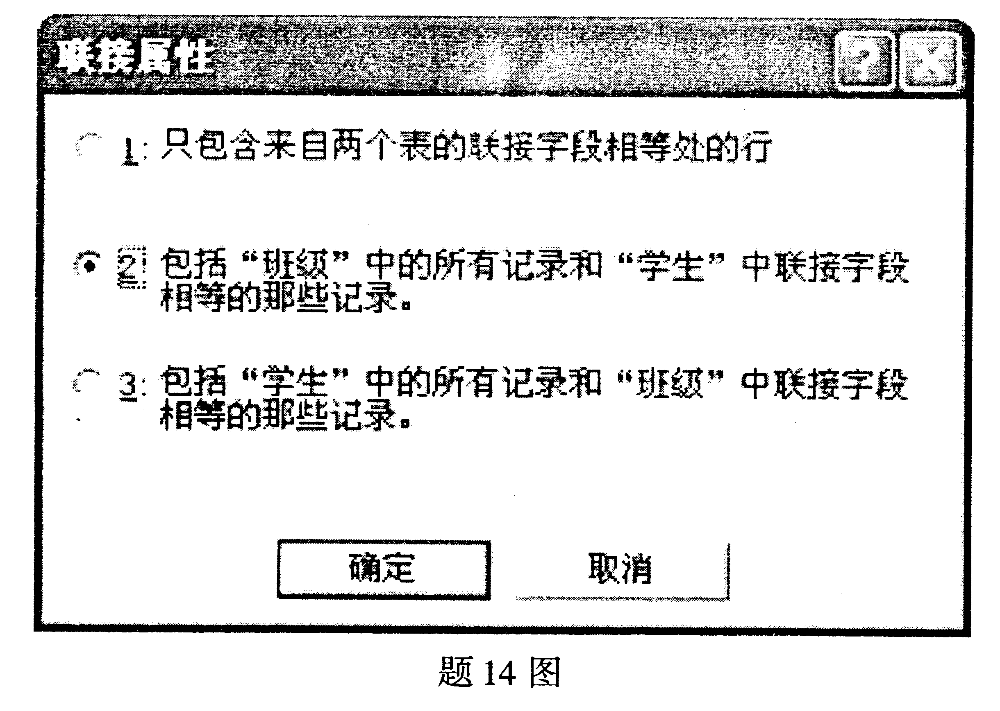 联接属性
1: 只包含来自两个表的联接字段相等处的行
2: 包括“班级”中的所有记录和“学生”中联接字段
相等的那些记录。
3: 包括“学生”中的所有记录和“班级”中联接字段
相等的那些记录。
确定 取消
题 14 图